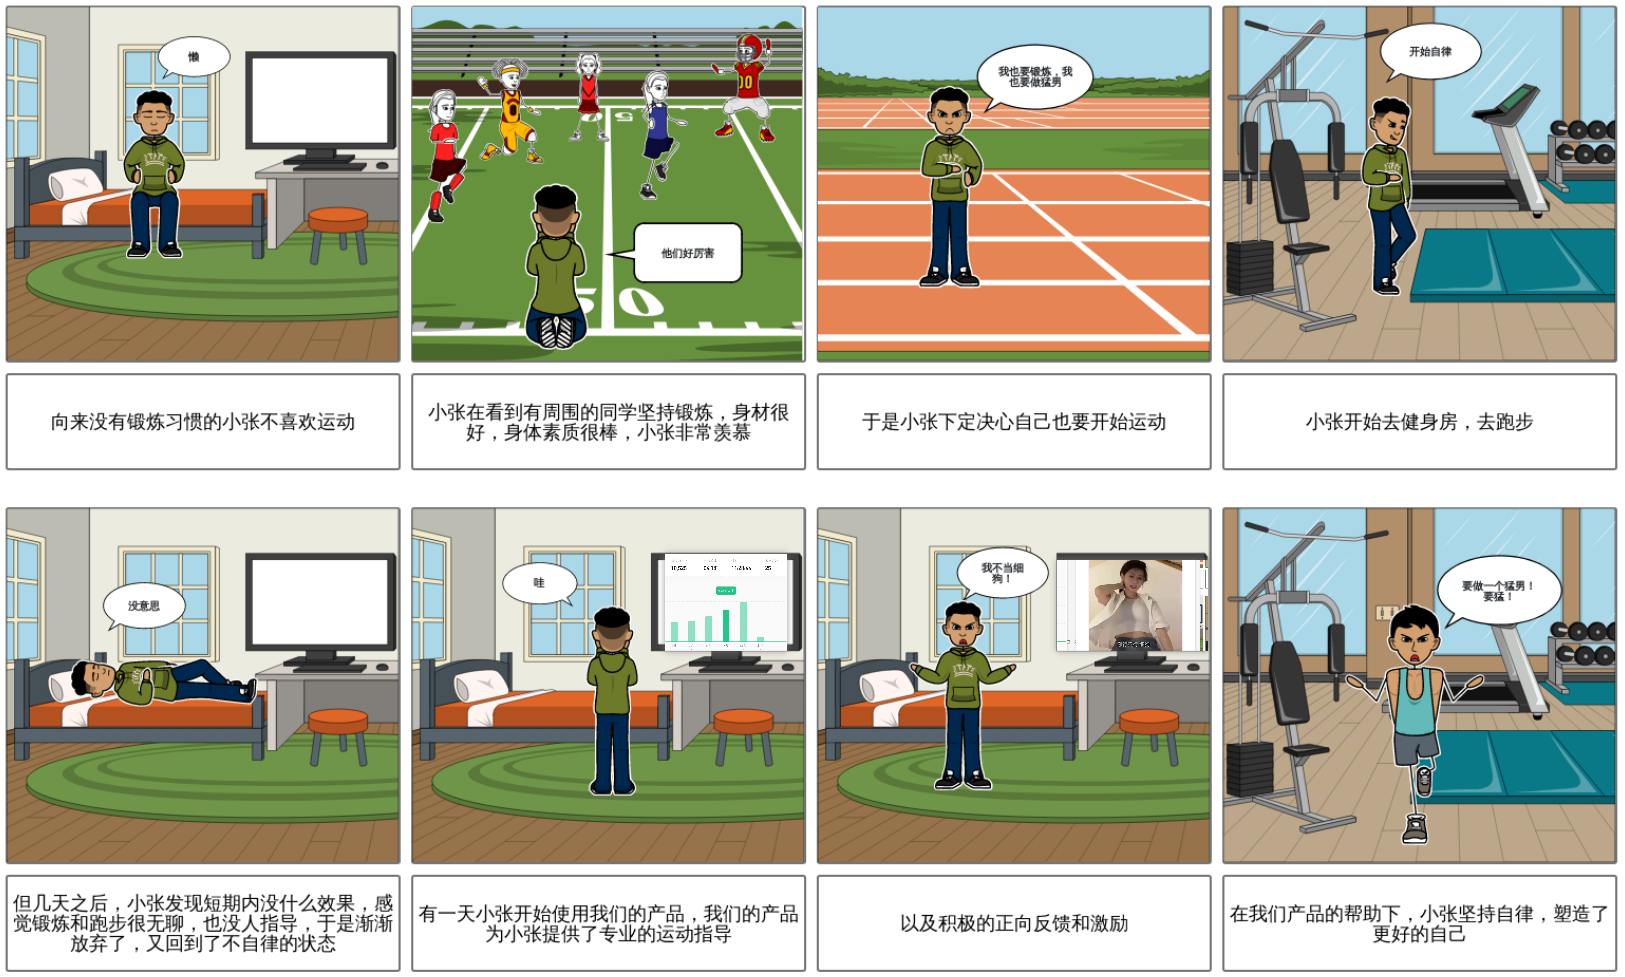 懒
他们好厉害
我也要锻炼，我
也要做猛男
开始自律
向来没有锻炼习惯的小张不喜欢运动
小张在看到有周围的同学坚持锻炼，身材很
好，身体素质很棒，小张非常羡慕
于是小张下定决心自己也要开始运动
小张开始去健身房，去跑步
没意思
哇
我不当细
狗！
要做一个猛男！
要猛！
但几天之后，小张发现短期内没什么效果，感
觉锻炼和跑步很无聊，也没人指导，于是渐渐
放弃了，又回到了不自律的状态
有一天小张开始使用我们的产品，我们的产品
为小张提供了专业的运动指导
以及积极的正向反馈和激励
在我们产品的帮助下，小张坚持自律，塑造了
更好的自己